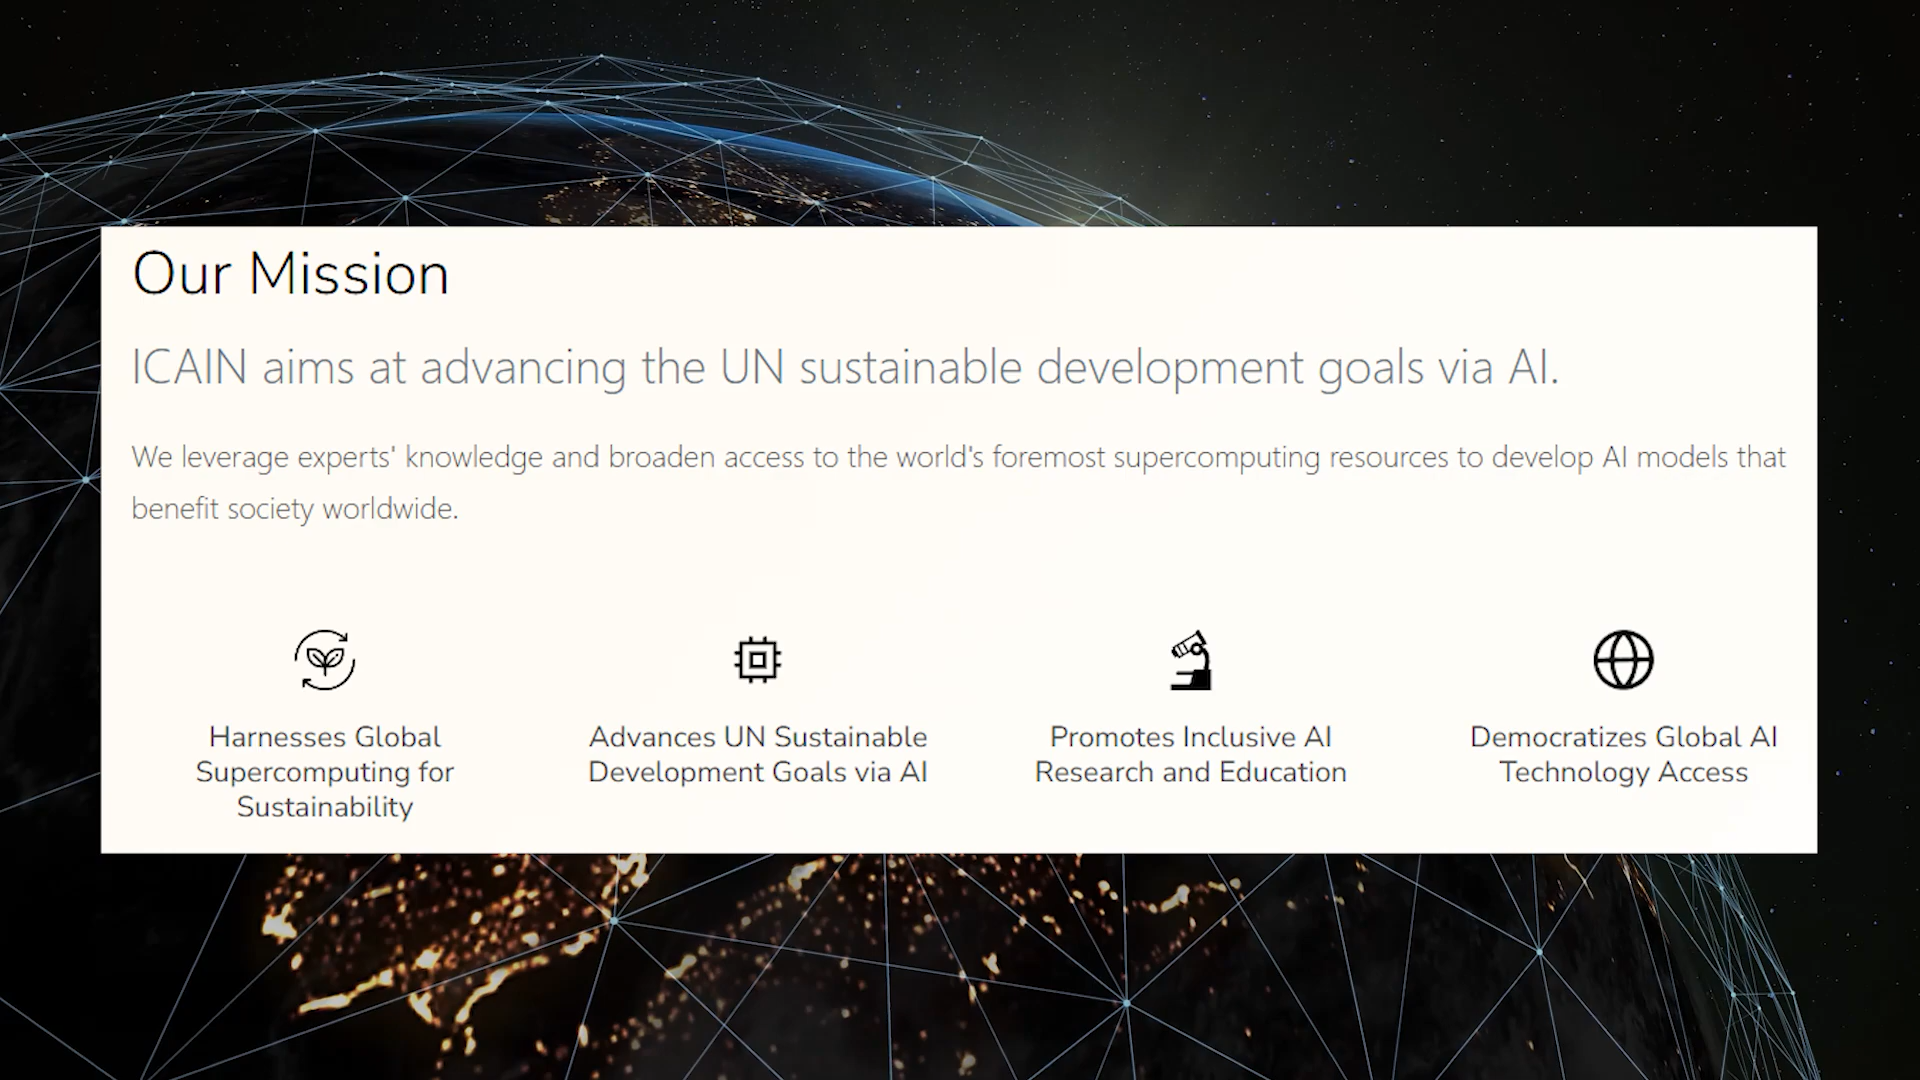 Our Mission
ICAIN aims at advancing the UN sustainable development goals via AI.
We leverage experts' knowledge and broaden access to the world's foremost supercomputing resources to develop AI models that
benefit society worldwide.
Harnesses Global
Supercomputing for
Sustainability
Advances UN Sustainable
Development Goals via AI
Promotes Inclusive AI
Research and Education
Democratizes Global AI
Technology Access